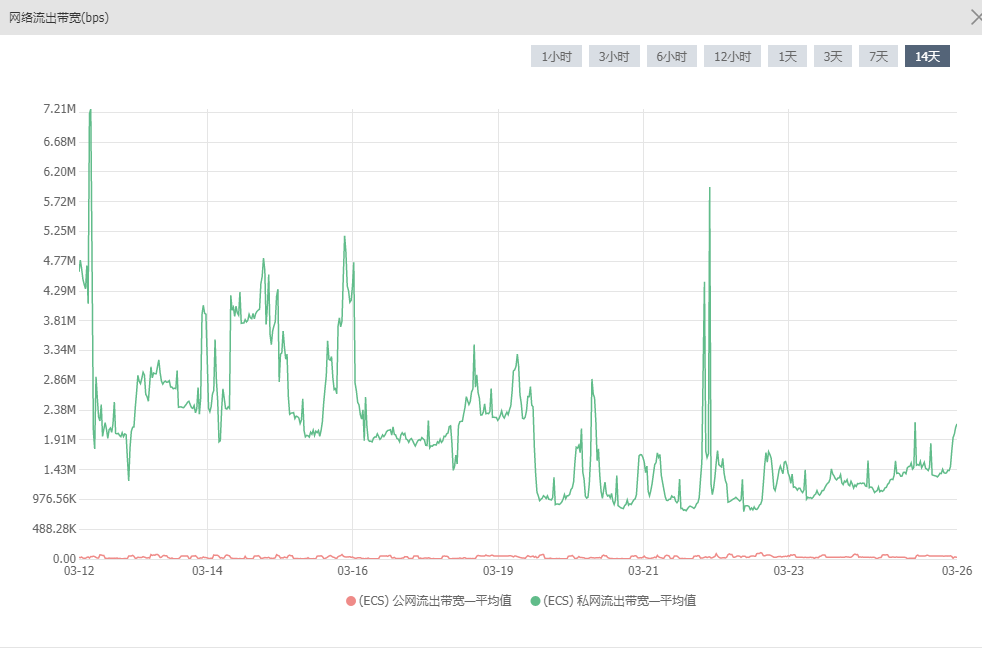 网络流出带宽(bps)
1小时 3小时 6小时 12小时 1天 3天 7天 14天
7.21M
6.68M
6.20M
5.72M
5.25M
4.77M
4.29M
3.81M
3.34M
2.86M
2.38M
1.91M
1.43M
976.56K
488.28K
0.00
03-12 03-14 03-16 03-19 03-21 03-23 03-26
(ECS) 公网流出带宽—平均值 (ECS) 私网流出带宽—平均值